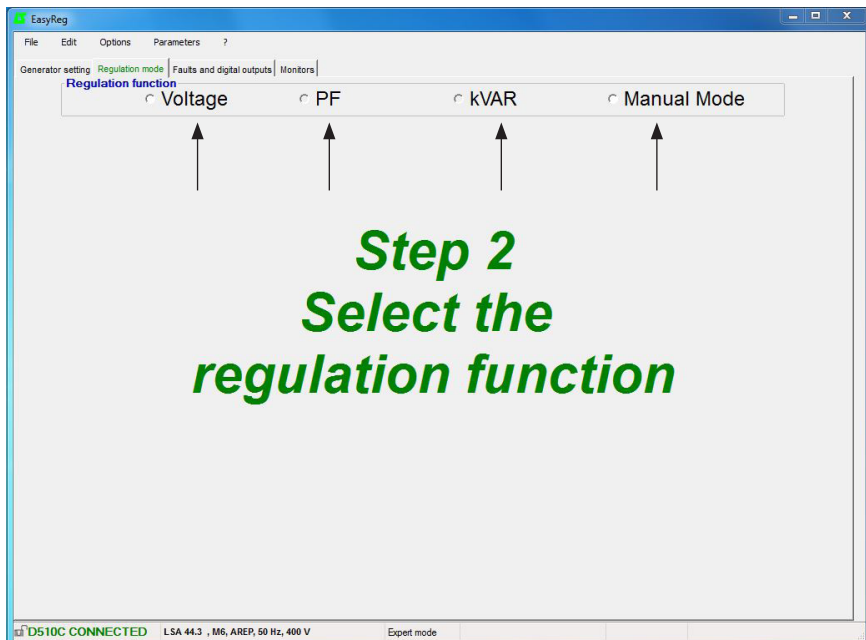 EasyReg
File Edit Options Parameters ?
Generator setting Regulation mode Faults and digital outputs Monitors
Regulation function
Voltage PF kVAR Manual Mode
Step 2
Select the
regulation function
D510C CONNECTED LSA 44.3 , M6, AREP, 50 Hz, 400 V Expert mode